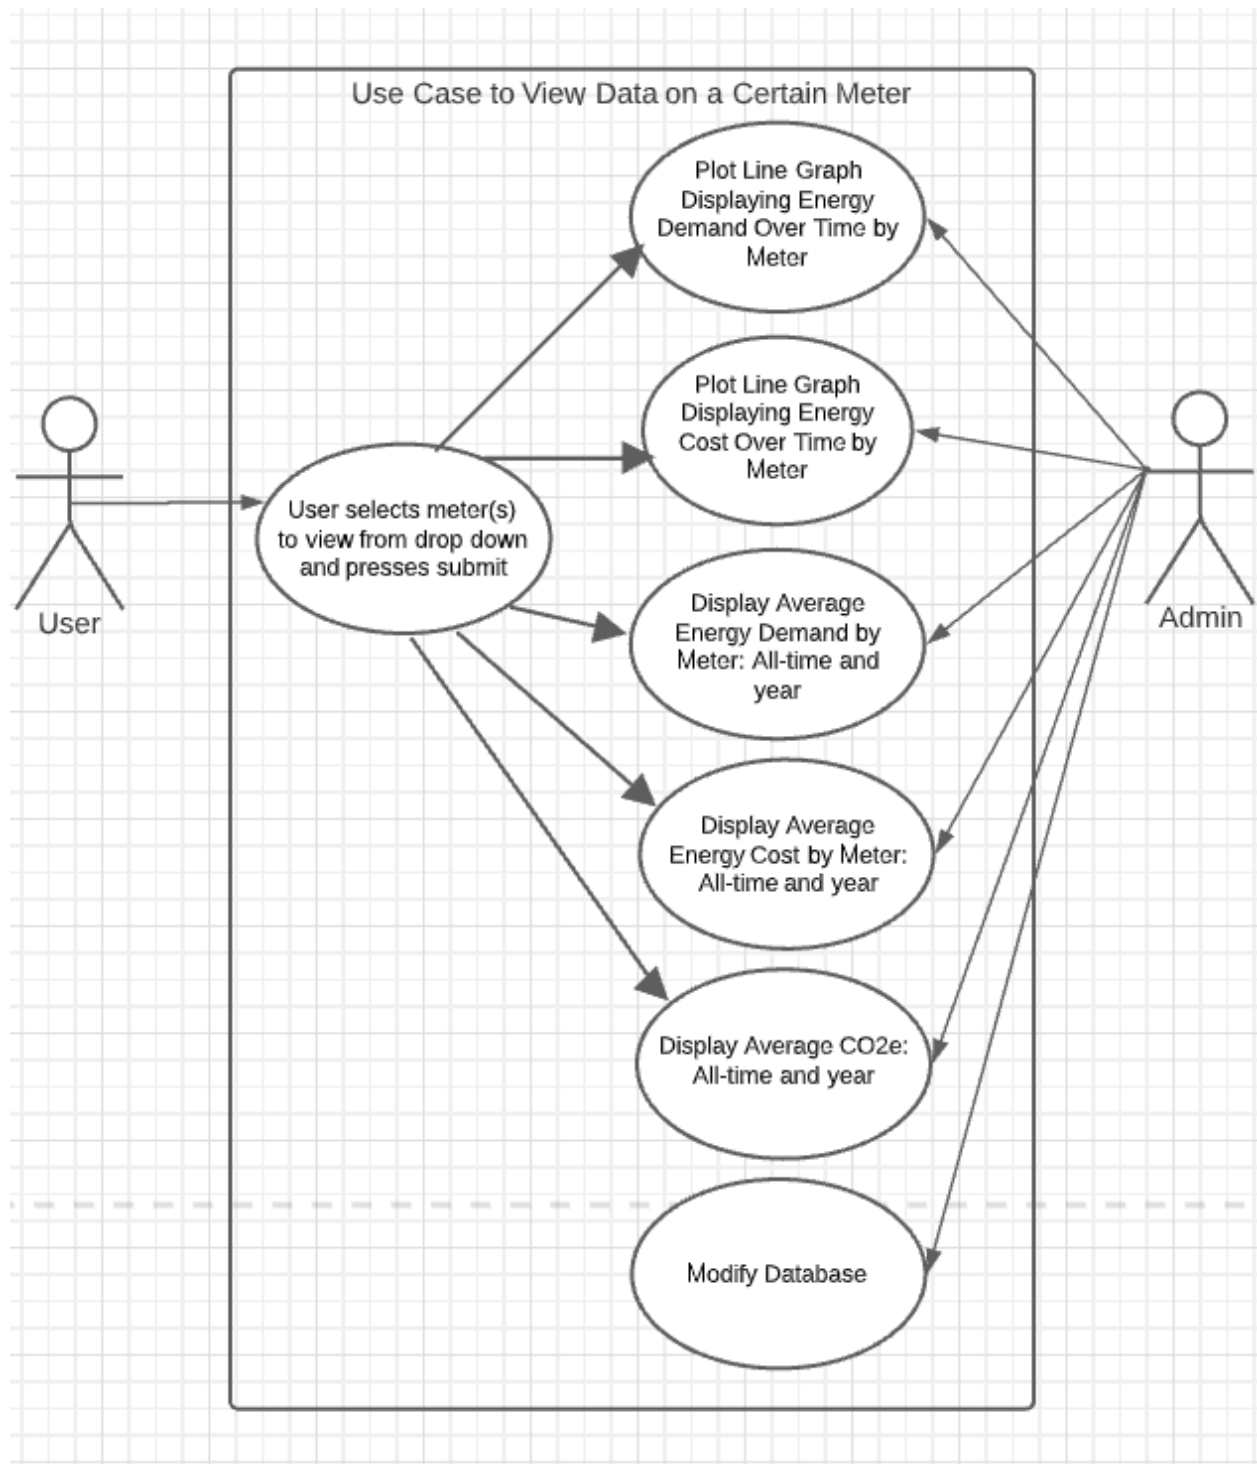 Use Case to View Data on a Certain Meter
Plot Line Graph
Displaying Energy
Demand Over Time by
Meter
Plot Line Graph
Displaying Energy
Cost Over Time by
Meter
User selects meter(s)
to view from drop down
and presses submit
User
Admin
Display Average
Energy Demand by
Meter: All-time and
year
Display Average
Energy Cost by Meter:
All-time and year
Display Average CO2e:
All-time and year
Modify Database